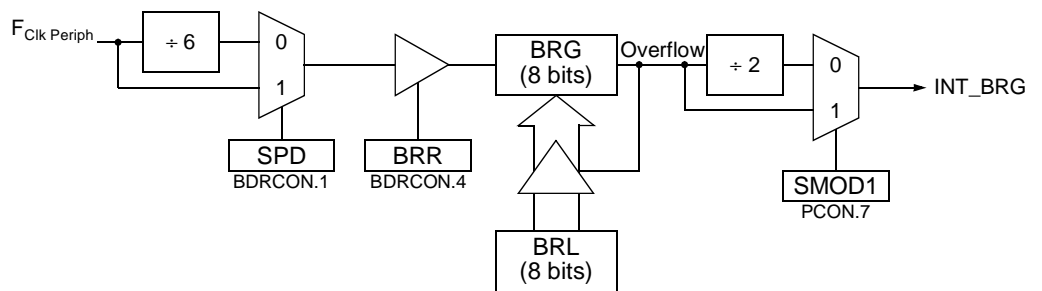 F Clk Periph
÷ 6
0
1
SPD
BDRCON.1
BRR
BDRCON.4
BRG
(8 bits)
Overflow
BRL
(8 bits)
÷ 2
0
1
SMOD1
PCON.7
INT_BRG